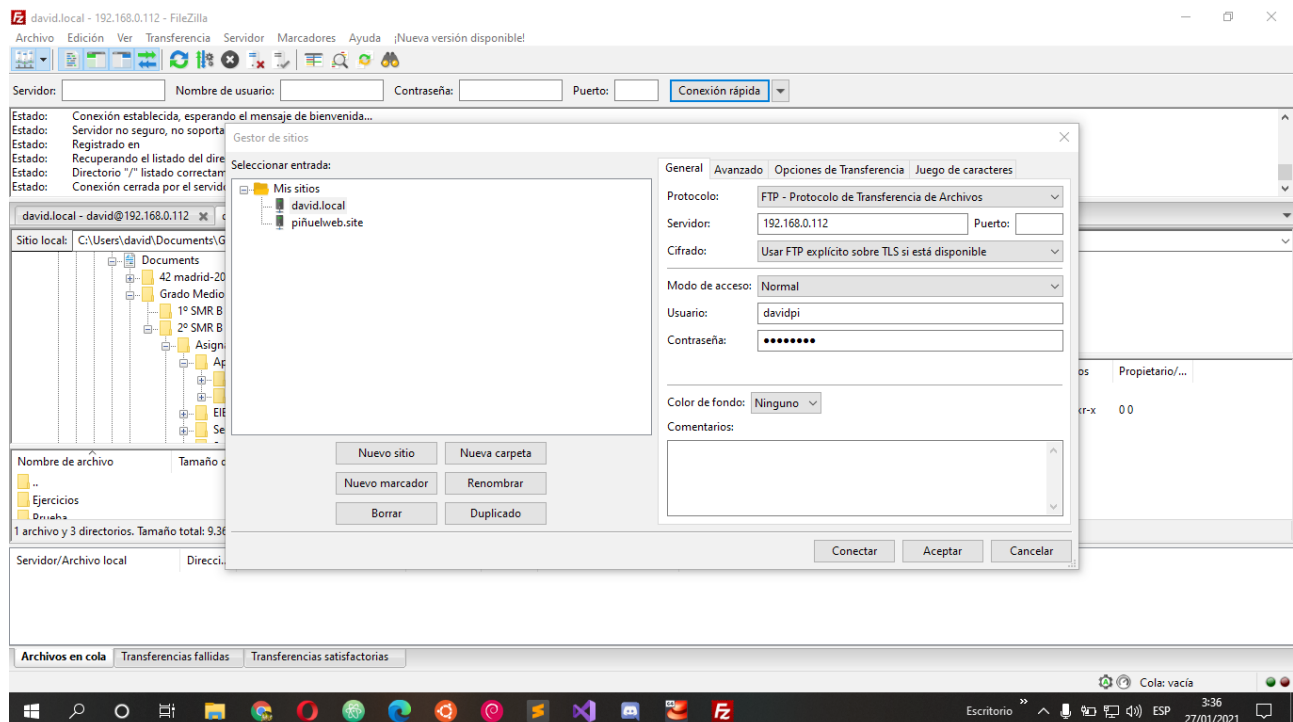 david.local - 192.168.0.112 - FileZilla
Archivo Edición Ver Transferencia Servidor Marcadores Ayuda ¡Nueva versión disponible!
Servidor: Nombre de usuario: Contraseña: Puerto: Conexión rápida
Estado: Conexión establecida, esperando el mensaje de bienvenida...
Estado: Servidor no seguro, no soporta
Estado: Registrado en
Estado: Recuperando el listado del dire
Estado: Directorio "/" listado correctam
Estado: Conexión cerrada por el servid
david.local - david@192.168.0.112
Sitio local: C:\Users\david\Documents\G
Documents
42 madrid-20
Grado Medio
1º SMR B
2º SMR B
Asign
Ap
EIE
Se
Nombre de archivo Tamaño d
..
Ejercicios
Prueba
1 archivo y 3 directorios. Tamaño total: 9.36
Servidor/Archivo local Direcci...
Gestor de sitios
Seleccionar entrada:
Mis sitios
david.local
piñuelweb.site
Nuevo sitio Nueva carpeta
Nuevo marcador Renombrar
Borrar Duplicado
General Avanzado Opciones de Transferencia Juego de caracteres
Protocolo: FTP - Protocolo de Transferencia de Archivos
Servidor: 192.168.0.112 Puerto:
Cifrado: Usar FTP explícito sobre TLS si está disponible
Modo de acceso: Normal
Usuario: davidpi
Contraseña: ●●●●●●●●
Color de fondo: Ninguno
Comentarios:
Conectar Aceptar Cancelar
os Propietario/...
xr-x 0 0
Archivos en cola Transferencias fallidas Transferencias satisfactorias
Cola: vacía
Escritorio ESP 3:36
27/01/2021